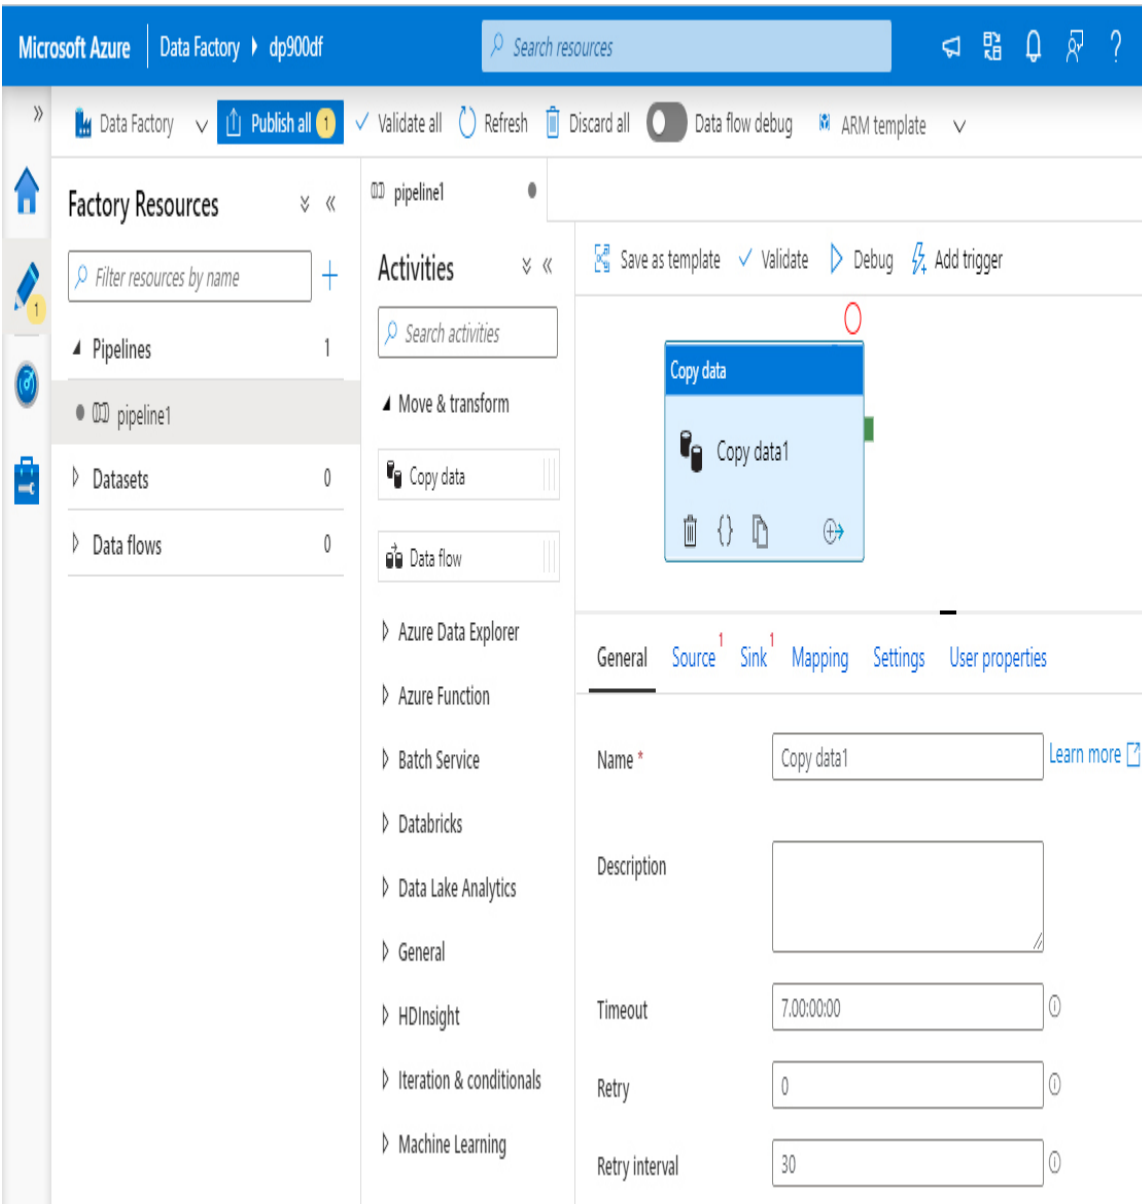 Microsoft Azure
Data Factory
dp900df
Search resources
?
Data Factory
Publish all
1
Validate all
Refresh
Discard all
Data flow debug
ARM template
Factory Resources
Filter resources by name
1
Pipelines 1
pipeline1
Datasets 0
Data flows 0
pipeline1
Activities
Search activities
Move & transform
Copy data
Data flow
Azure Data Explorer
Azure Function
Batch Service
Databricks
Data Lake Analytics
General
HDInsight
Iteration & conditionals
Machine Learning
Save as template
Validate
Debug
Add trigger
Copy data
Copy data1
{}
General
Source 1
Sink 1
Mapping
Settings
User properties
Name * Copy data1 Learn more
Description
Timeout 7.00:00:00
Retry 0
Retry interval 30